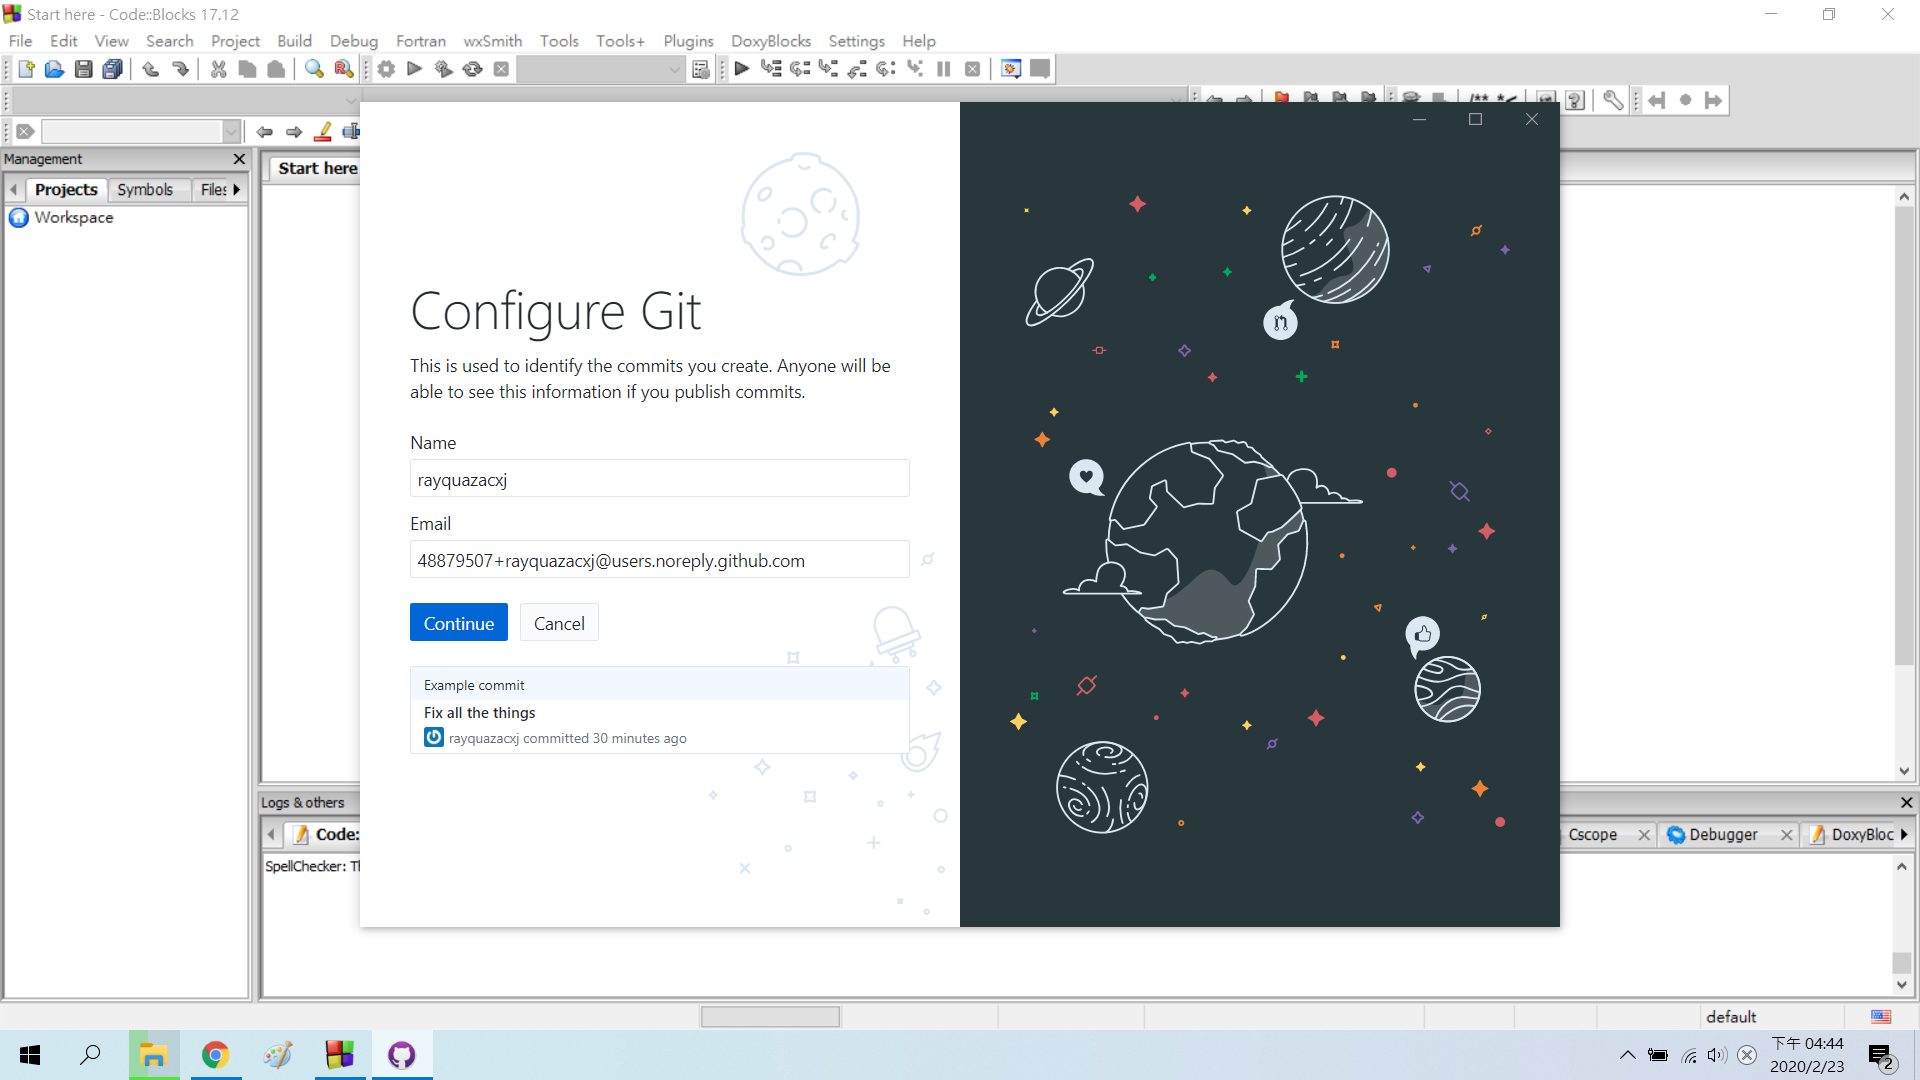 Start here - Code::Blocks 17.12
File Edit View Search Project Build Debug Fortran wxSmith Tools Tools+ Plugins DoxyBlocks Settings Help
Management
Projects Symbols Files
Workspace
Start here
Configure Git
This is used to identify the commits you create. Anyone will be
able to see this information if you publish commits.
Name
rayquazacxj
Email
48879507+rayquazacxj@users.noreply.github.com
Continue Cancel
Example commit
Fix all the things
rayquazacxj committed 30 minutes ago
Logs & others
Code: Cscope Debugger DoxyBloc
SpellChecker:
default
下午 04:44
2020/2/23
2